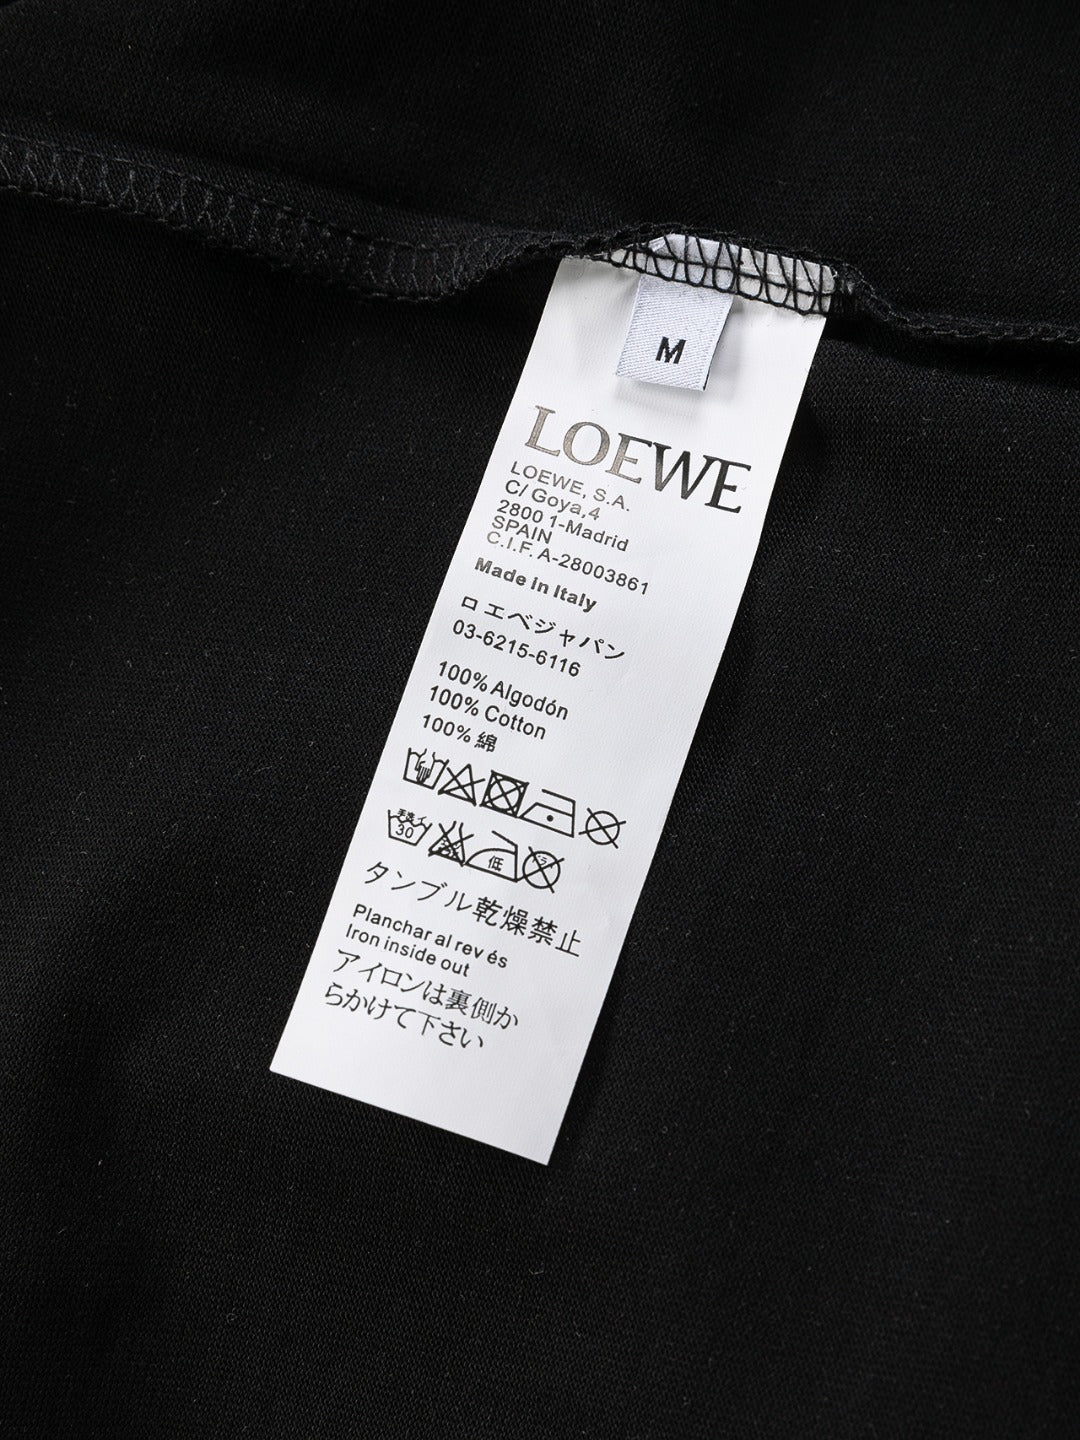 M
LOEWE
LOEWE, S.A.
C/ Goya,4
2800 1-Madrid
SPAIN
C.I.F. A-28003861
Made in Italy
ロエベジャパン
03-6215-6116
100% Algodón
100% Cotton
100% 綿
30
低
タンブル乾燥禁止
Planchar al rev és
Iron inside out
アイロンは裏側か
らかけて下さい